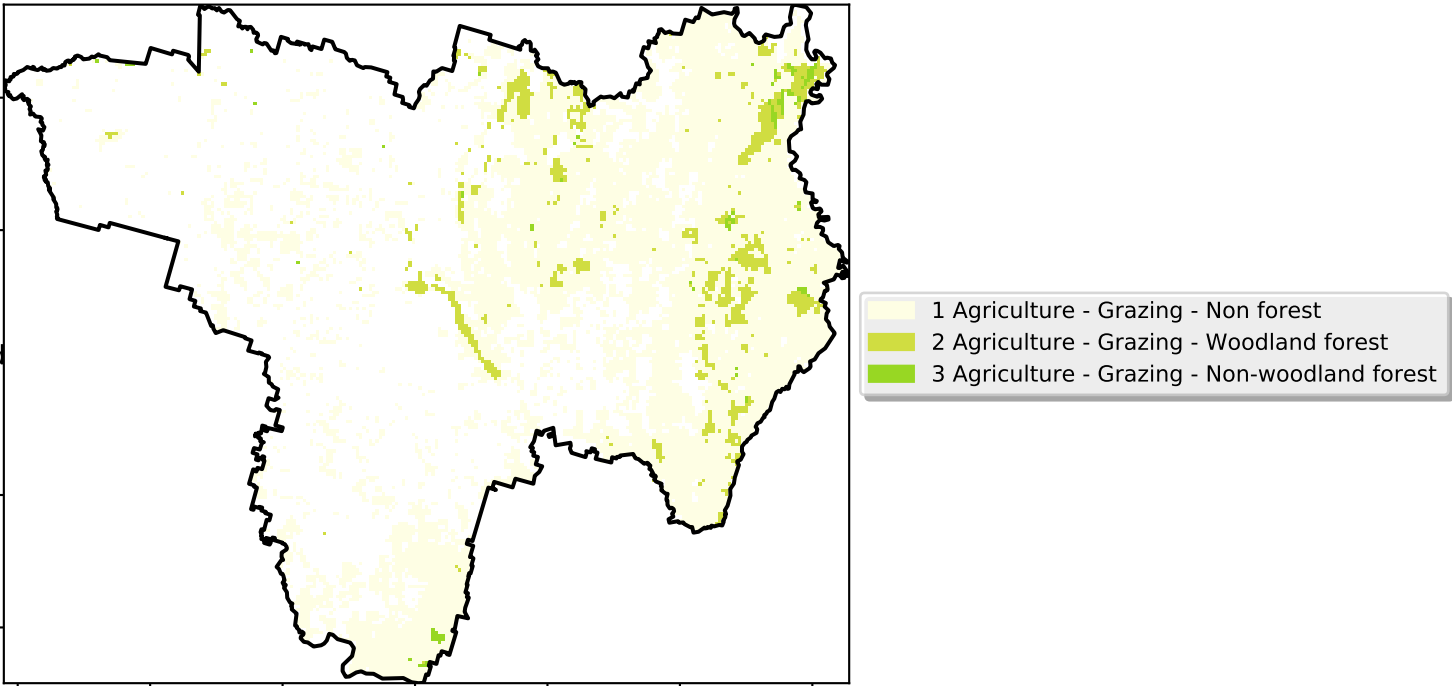 1 Agriculture - Grazing - Non forest
2 Agriculture - Grazing - Woodland forest
3 Agriculture - Grazing - Non-woodland forest